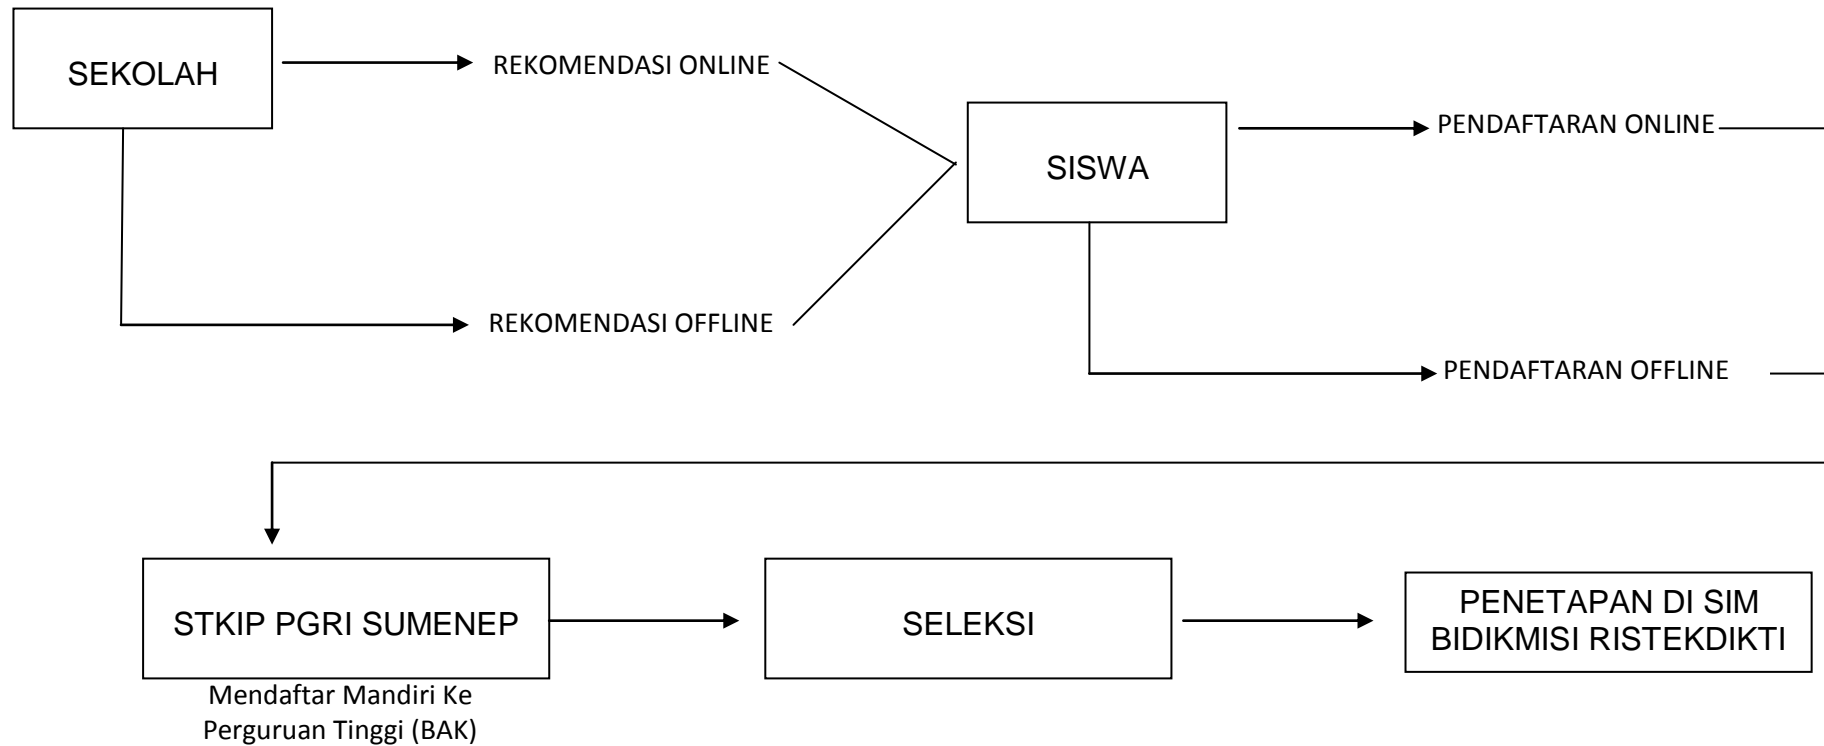 SEKOLAH
REKOMENDASI ONLINE
REKOMENDASI OFFLINE
SISWA
PENDAFTARAN ONLINE
PENDAFTARAN OFFLINE
STKIP PGRI SUMENEP
Mendaftar Mandiri Ke
Perguruan Tinggi (BAK)
SELEKSI
PENETAPAN DI SIM
BIDIKMISI RISTEKDIKTI